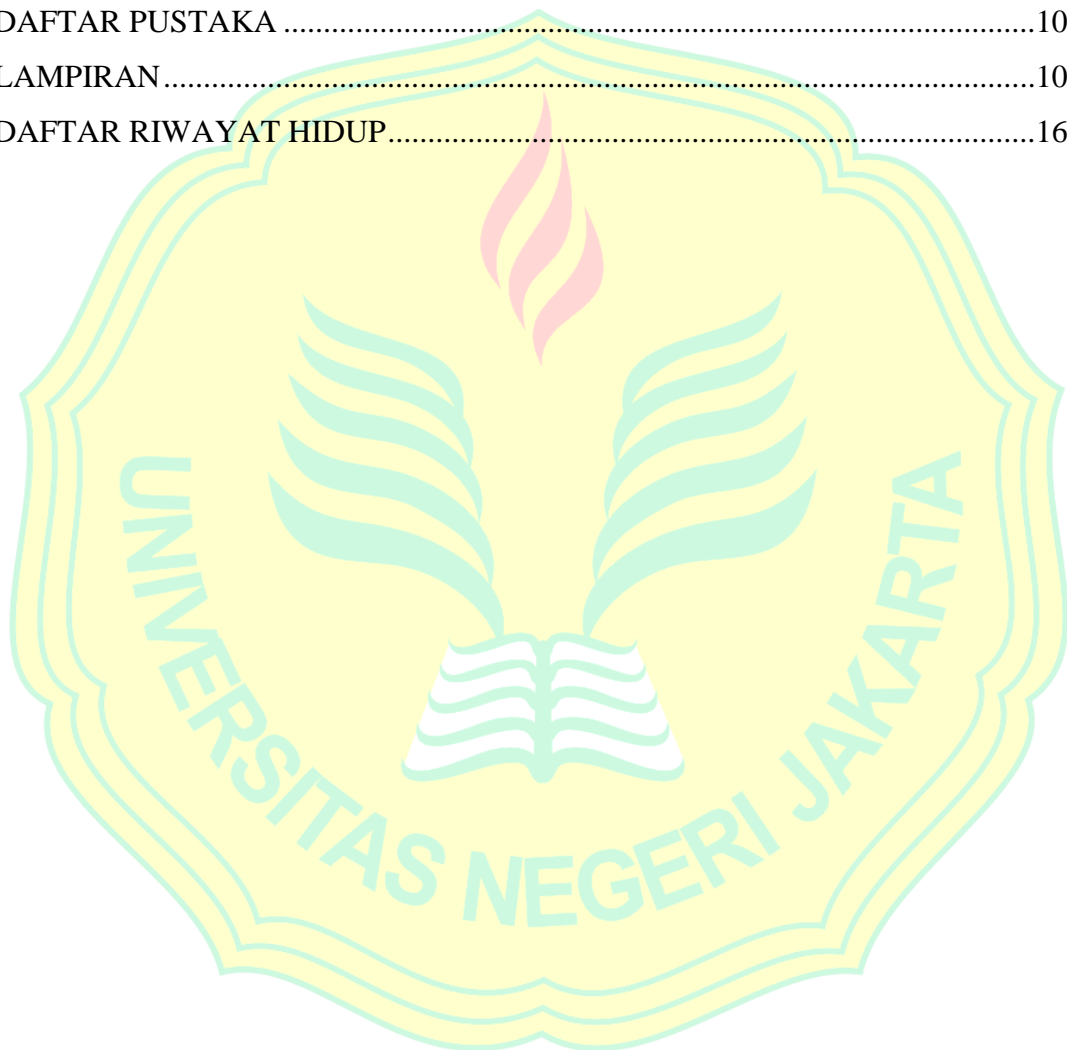 DAFTAR PUSTAKA ........................................................................................... 10
LAMPIRAN ......................................................................................................... 10
DAFTAR RIWAYAT HIDUP .............................................................................. 16
UNIVERSITAS NEGERI JAKARTA